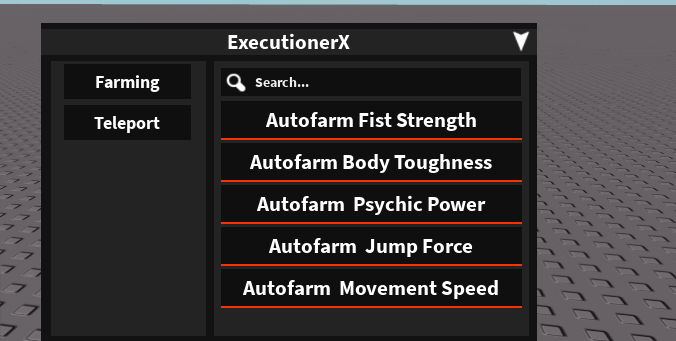 ExecutionerX
Farming
Teleport
Search...
Autofarm Fist Strength
Autofarm Body Toughness
Autofarm  Psychic Power
Autofarm  Jump Force
Autofarm  Movement Speed